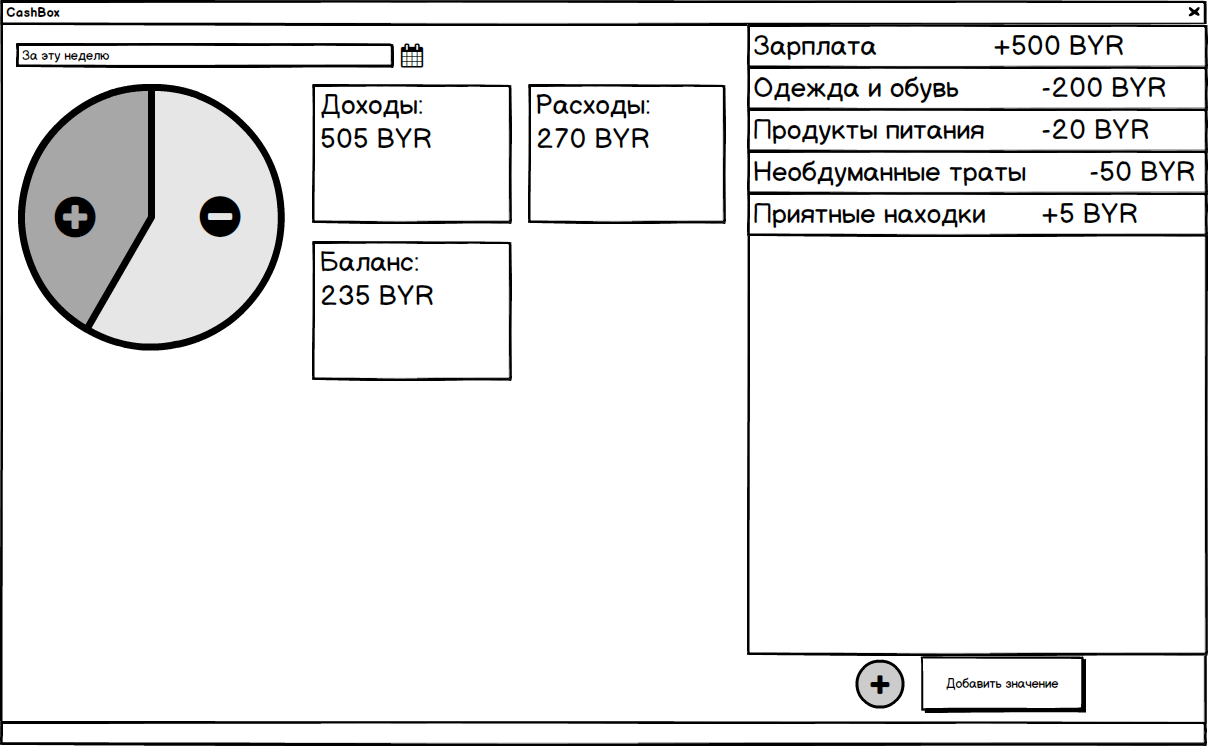 CashBox
За эту неделю
Доходы:
505 BYR
Расходы:
270 BYR
Баланс:
235 BYR
Зарплата +500 BYR
Одежда и обувь -200 BYR
Продукты питания -20 BYR
Необдуманные траты -50 BYR
Приятные находки +5 BYR
Добавить значение